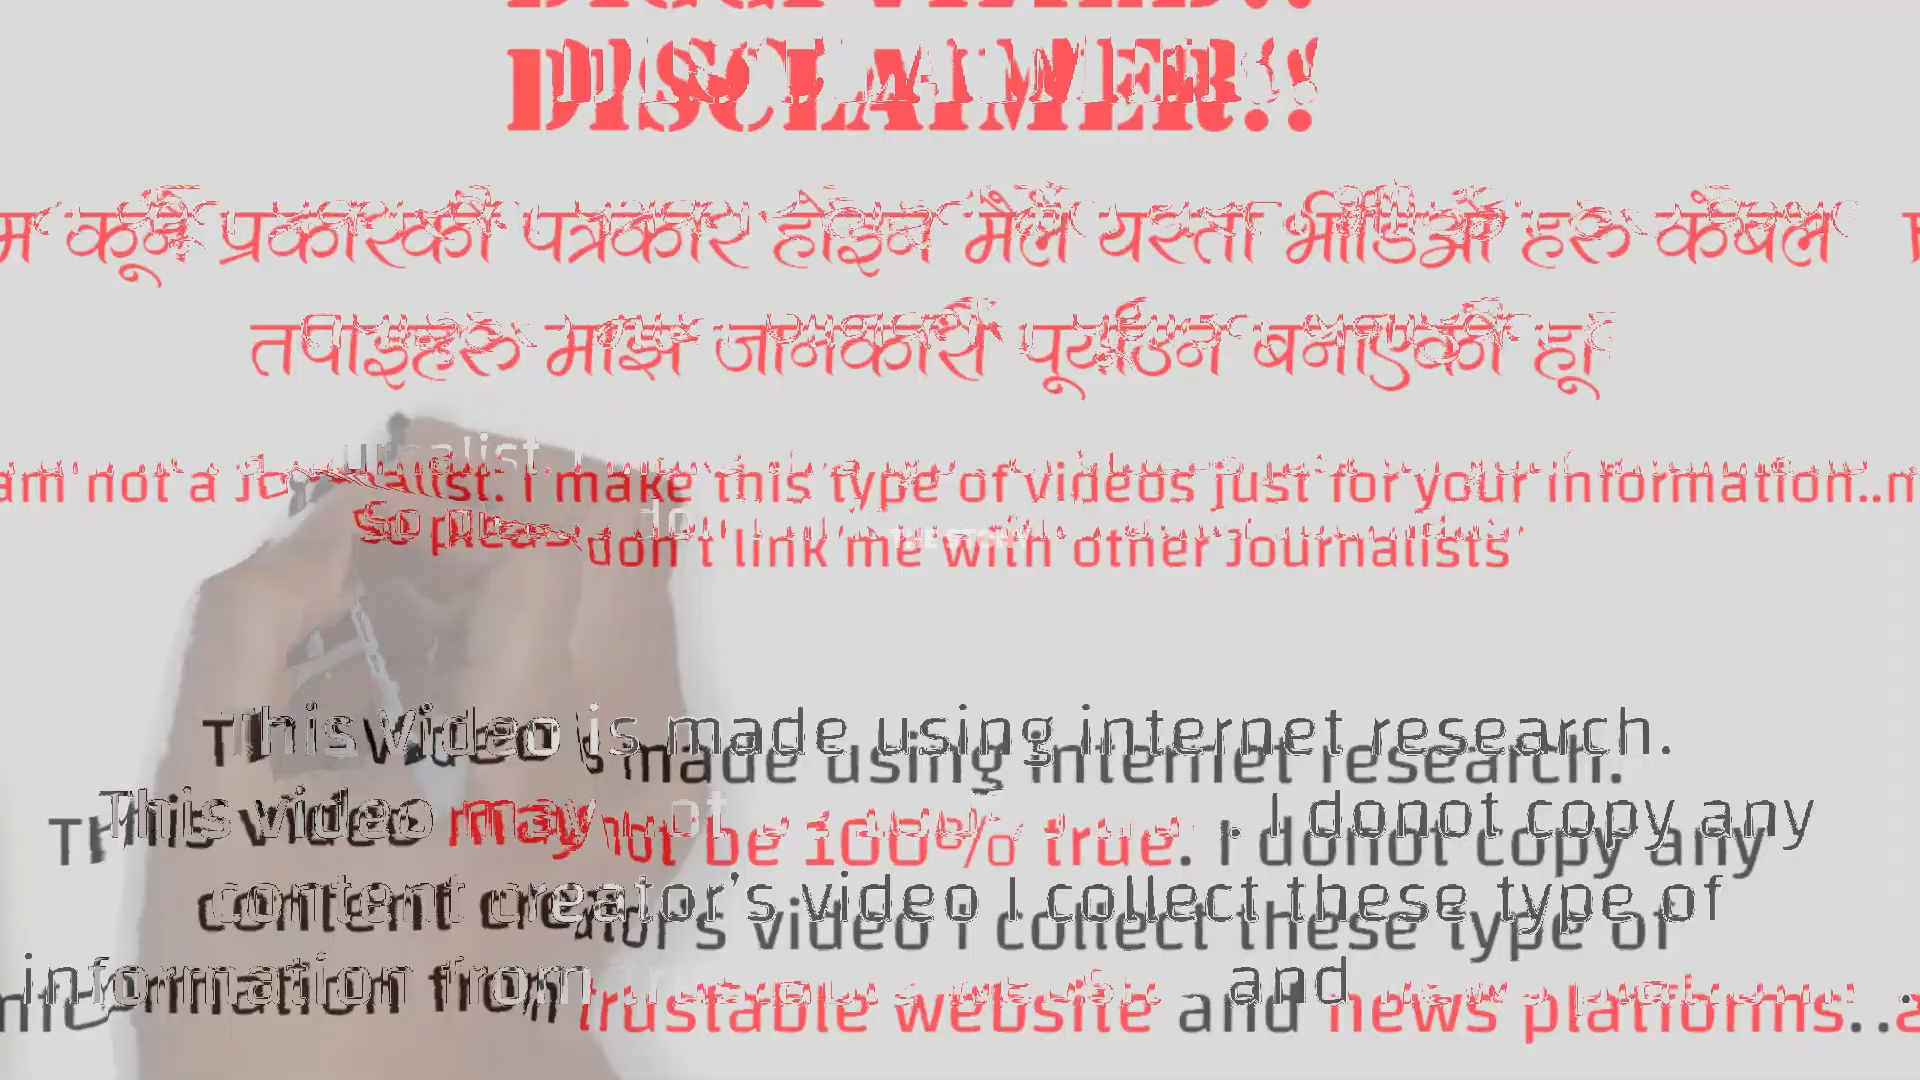 DISCLAIMER!!
म कूनै प्रकारको पत्रकार होइन मैले यस्ता भीडिओ हरु केबल
तपाइहरु माझ जानकारी पूर्याउन बनाएको हूँ
am not a Journalist. I make this type of videos just for your information..
So please don't link me with other Journalists
This Video is made using internet research.
This video may not be 100% true. I donot copy any
content creator's video I collect these type of
information from trustable website and news platforms..